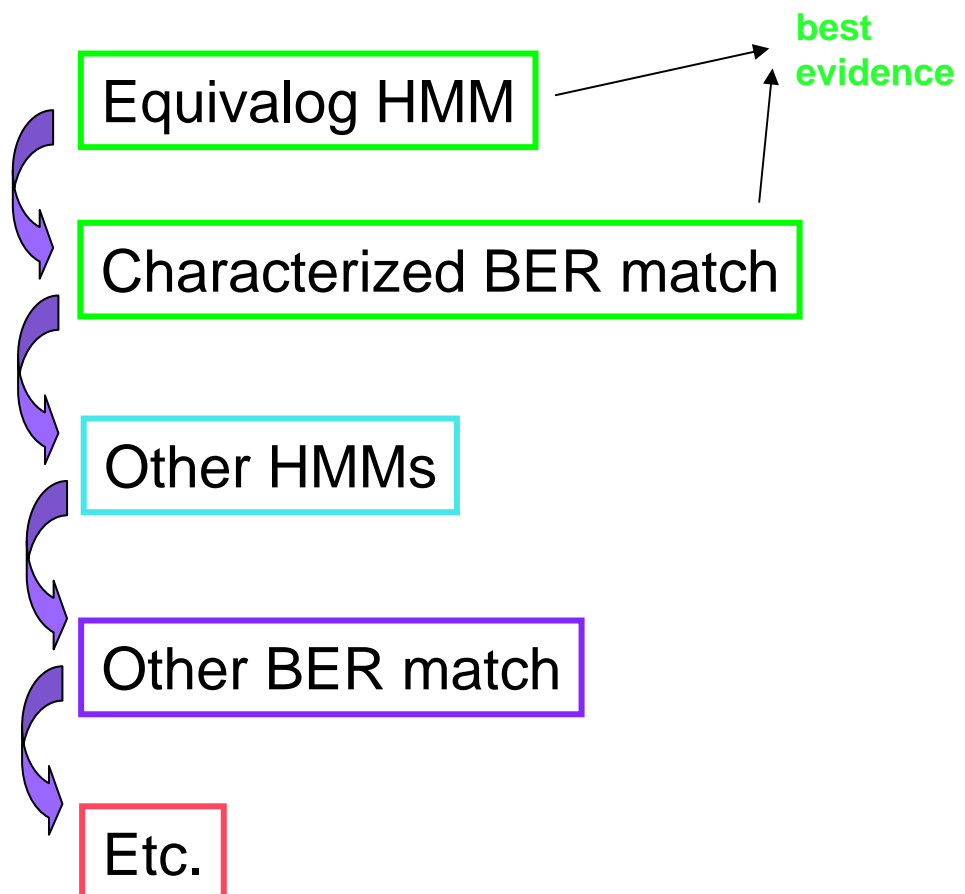 best
evidence
Equivalog HMM
Characterized BER match
Other HMMs
Other BER match
Etc.